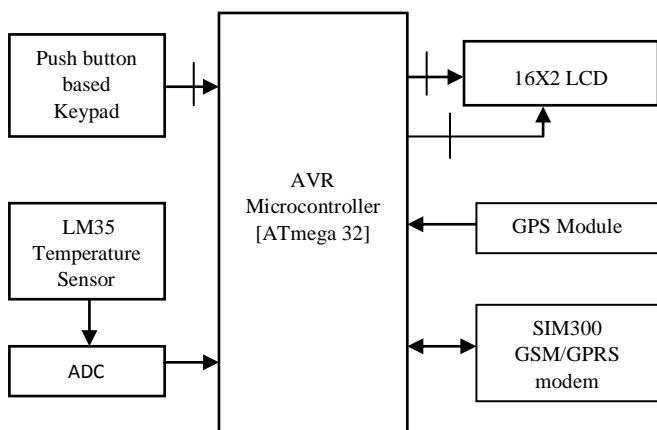 Push button
based
Keypad
LM35
Temperature
Sensor
ADC
AVR
Microcontroller
[ATmega 32]
16X2 LCD
GPS Module
SIM300
GSM/GPRS
modem